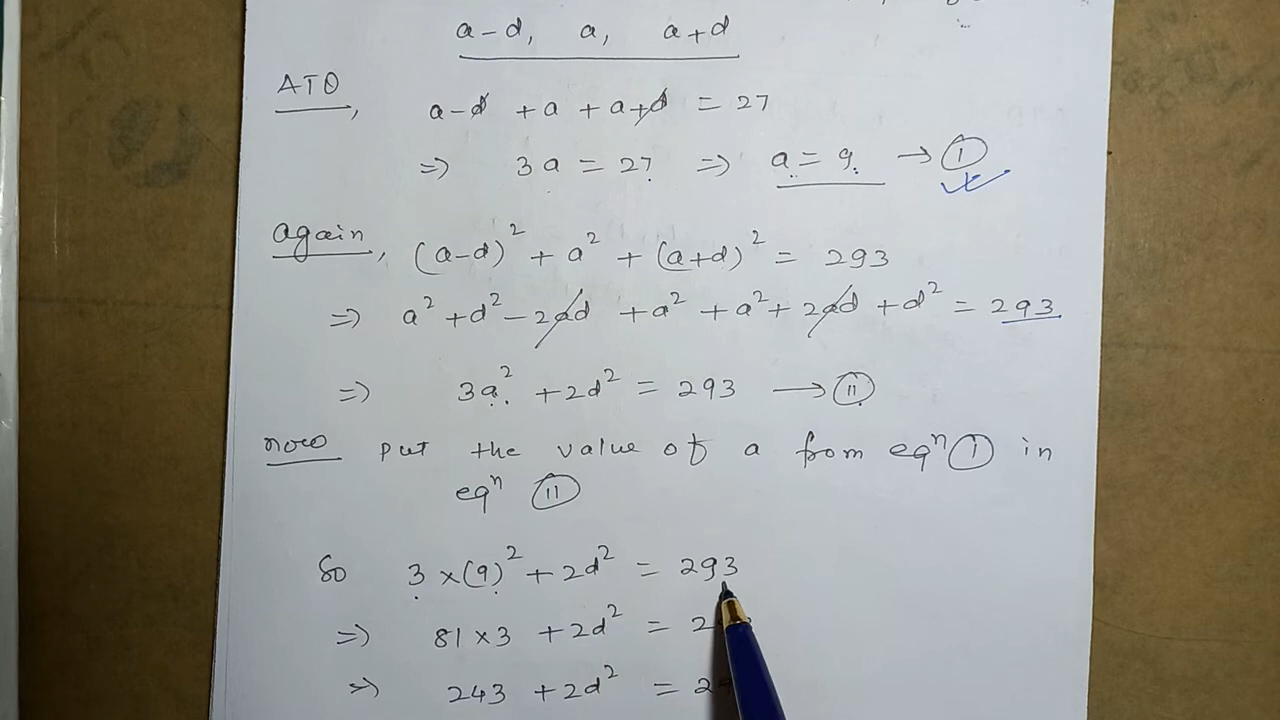 a-d, a, a+d
ATQ, a-d + a + a+d = 27
=> 3a = 27 => a = 9 → (I)
again, (a-d)² + a² + (a+d)² = 293
=> a² + d² - 2ad + a² + a² + 2ad + d² = 293
=> 3a² + 2d² = 293 → (II)
now put the value of a from eqⁿ (I) in
eqⁿ (II)
So 3 × (9)² + 2d² = 293
=> 81 × 3 + 2d² = 2
=> 243 + 2d² = 2